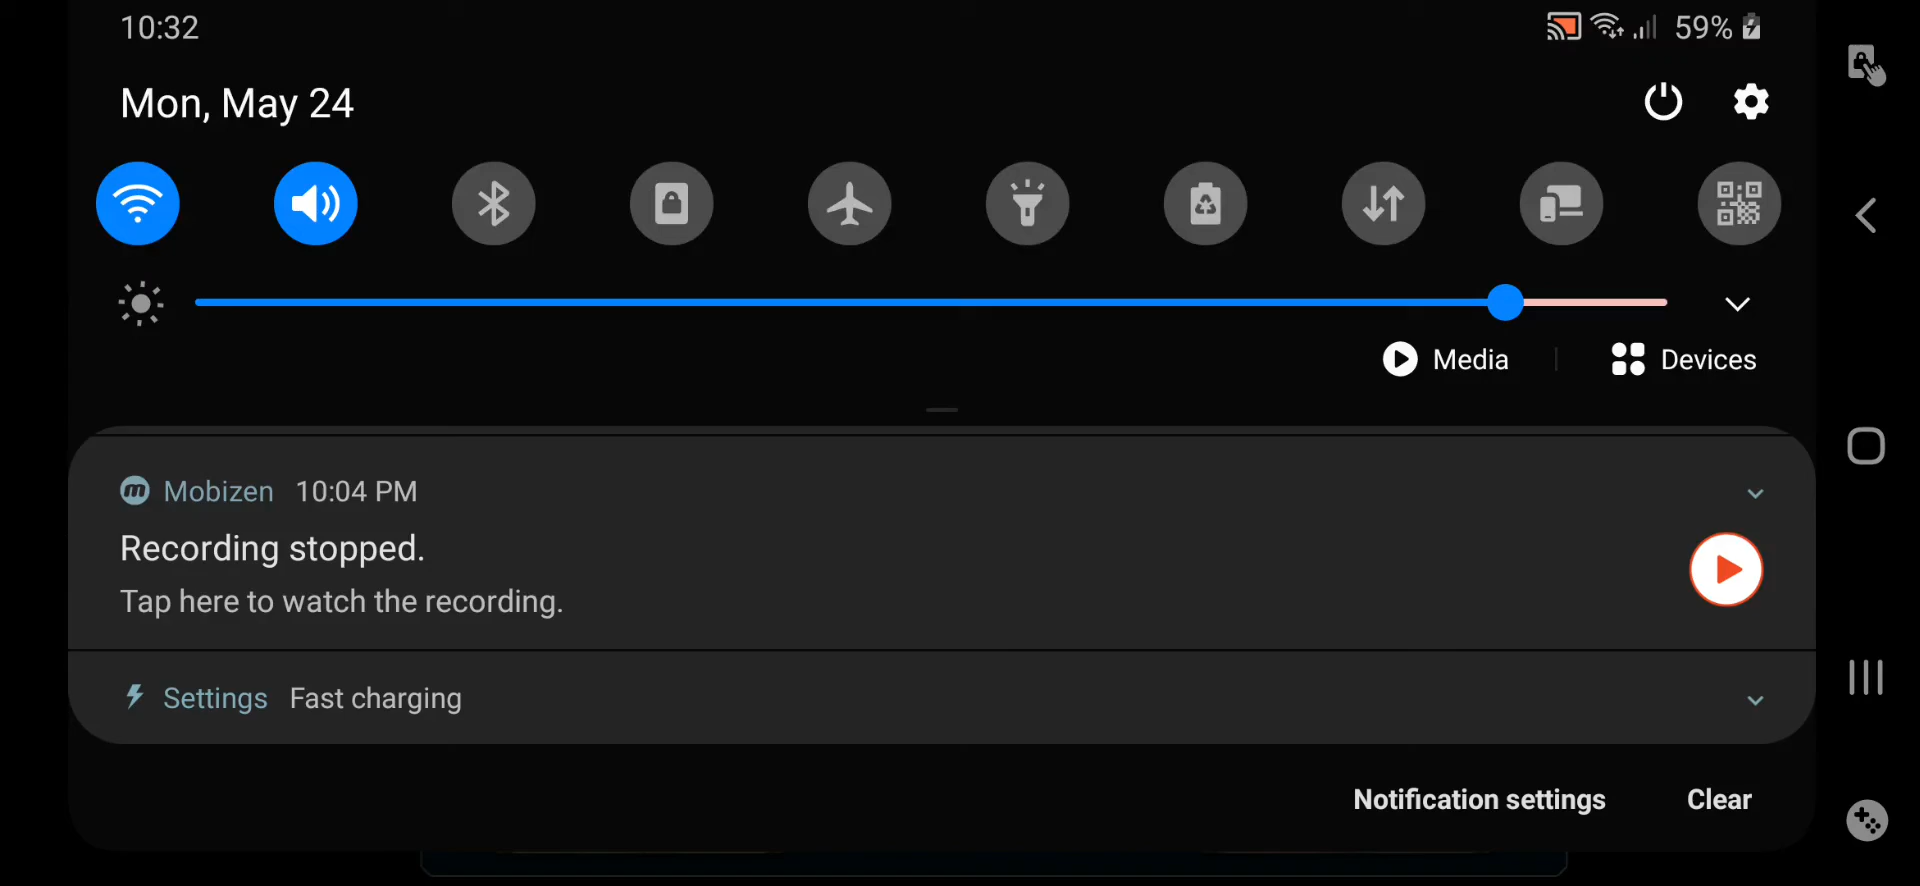 10:32
59%
Mon, May 24
Media
Devices
Mobizen 10:04 PM
Recording stopped.
Tap here to watch the recording.
Settings Fast charging
Notification settings
Clear